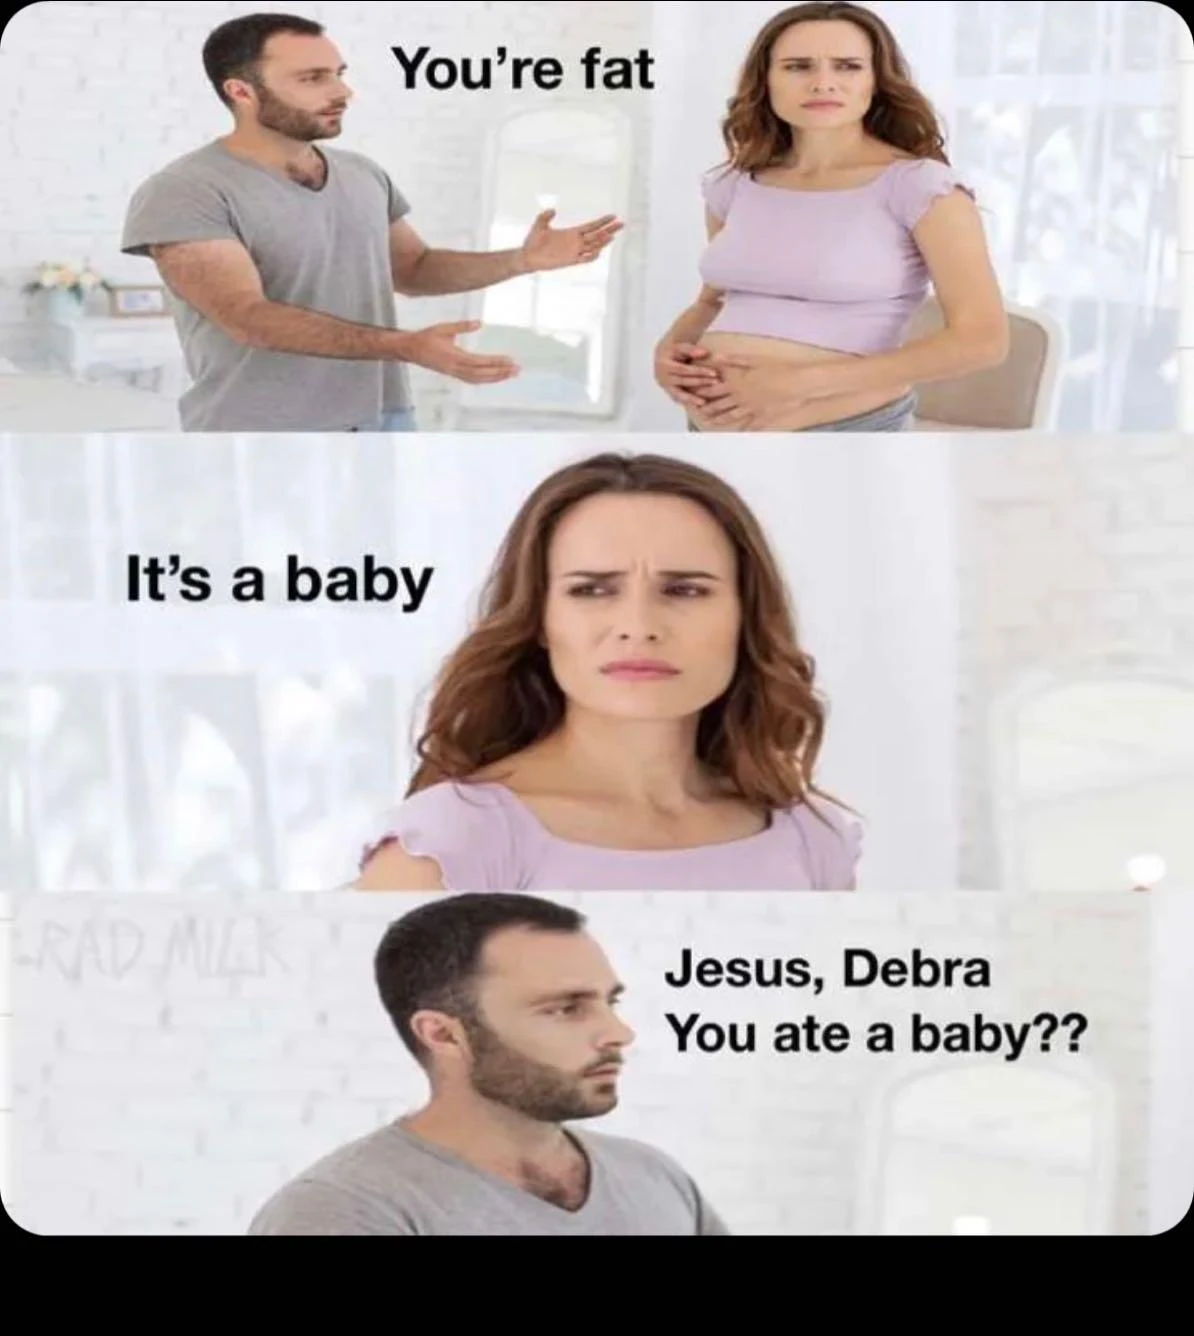 You’re fat
It’s a baby
RAD MILK
Jesus, Debra
You ate a baby??